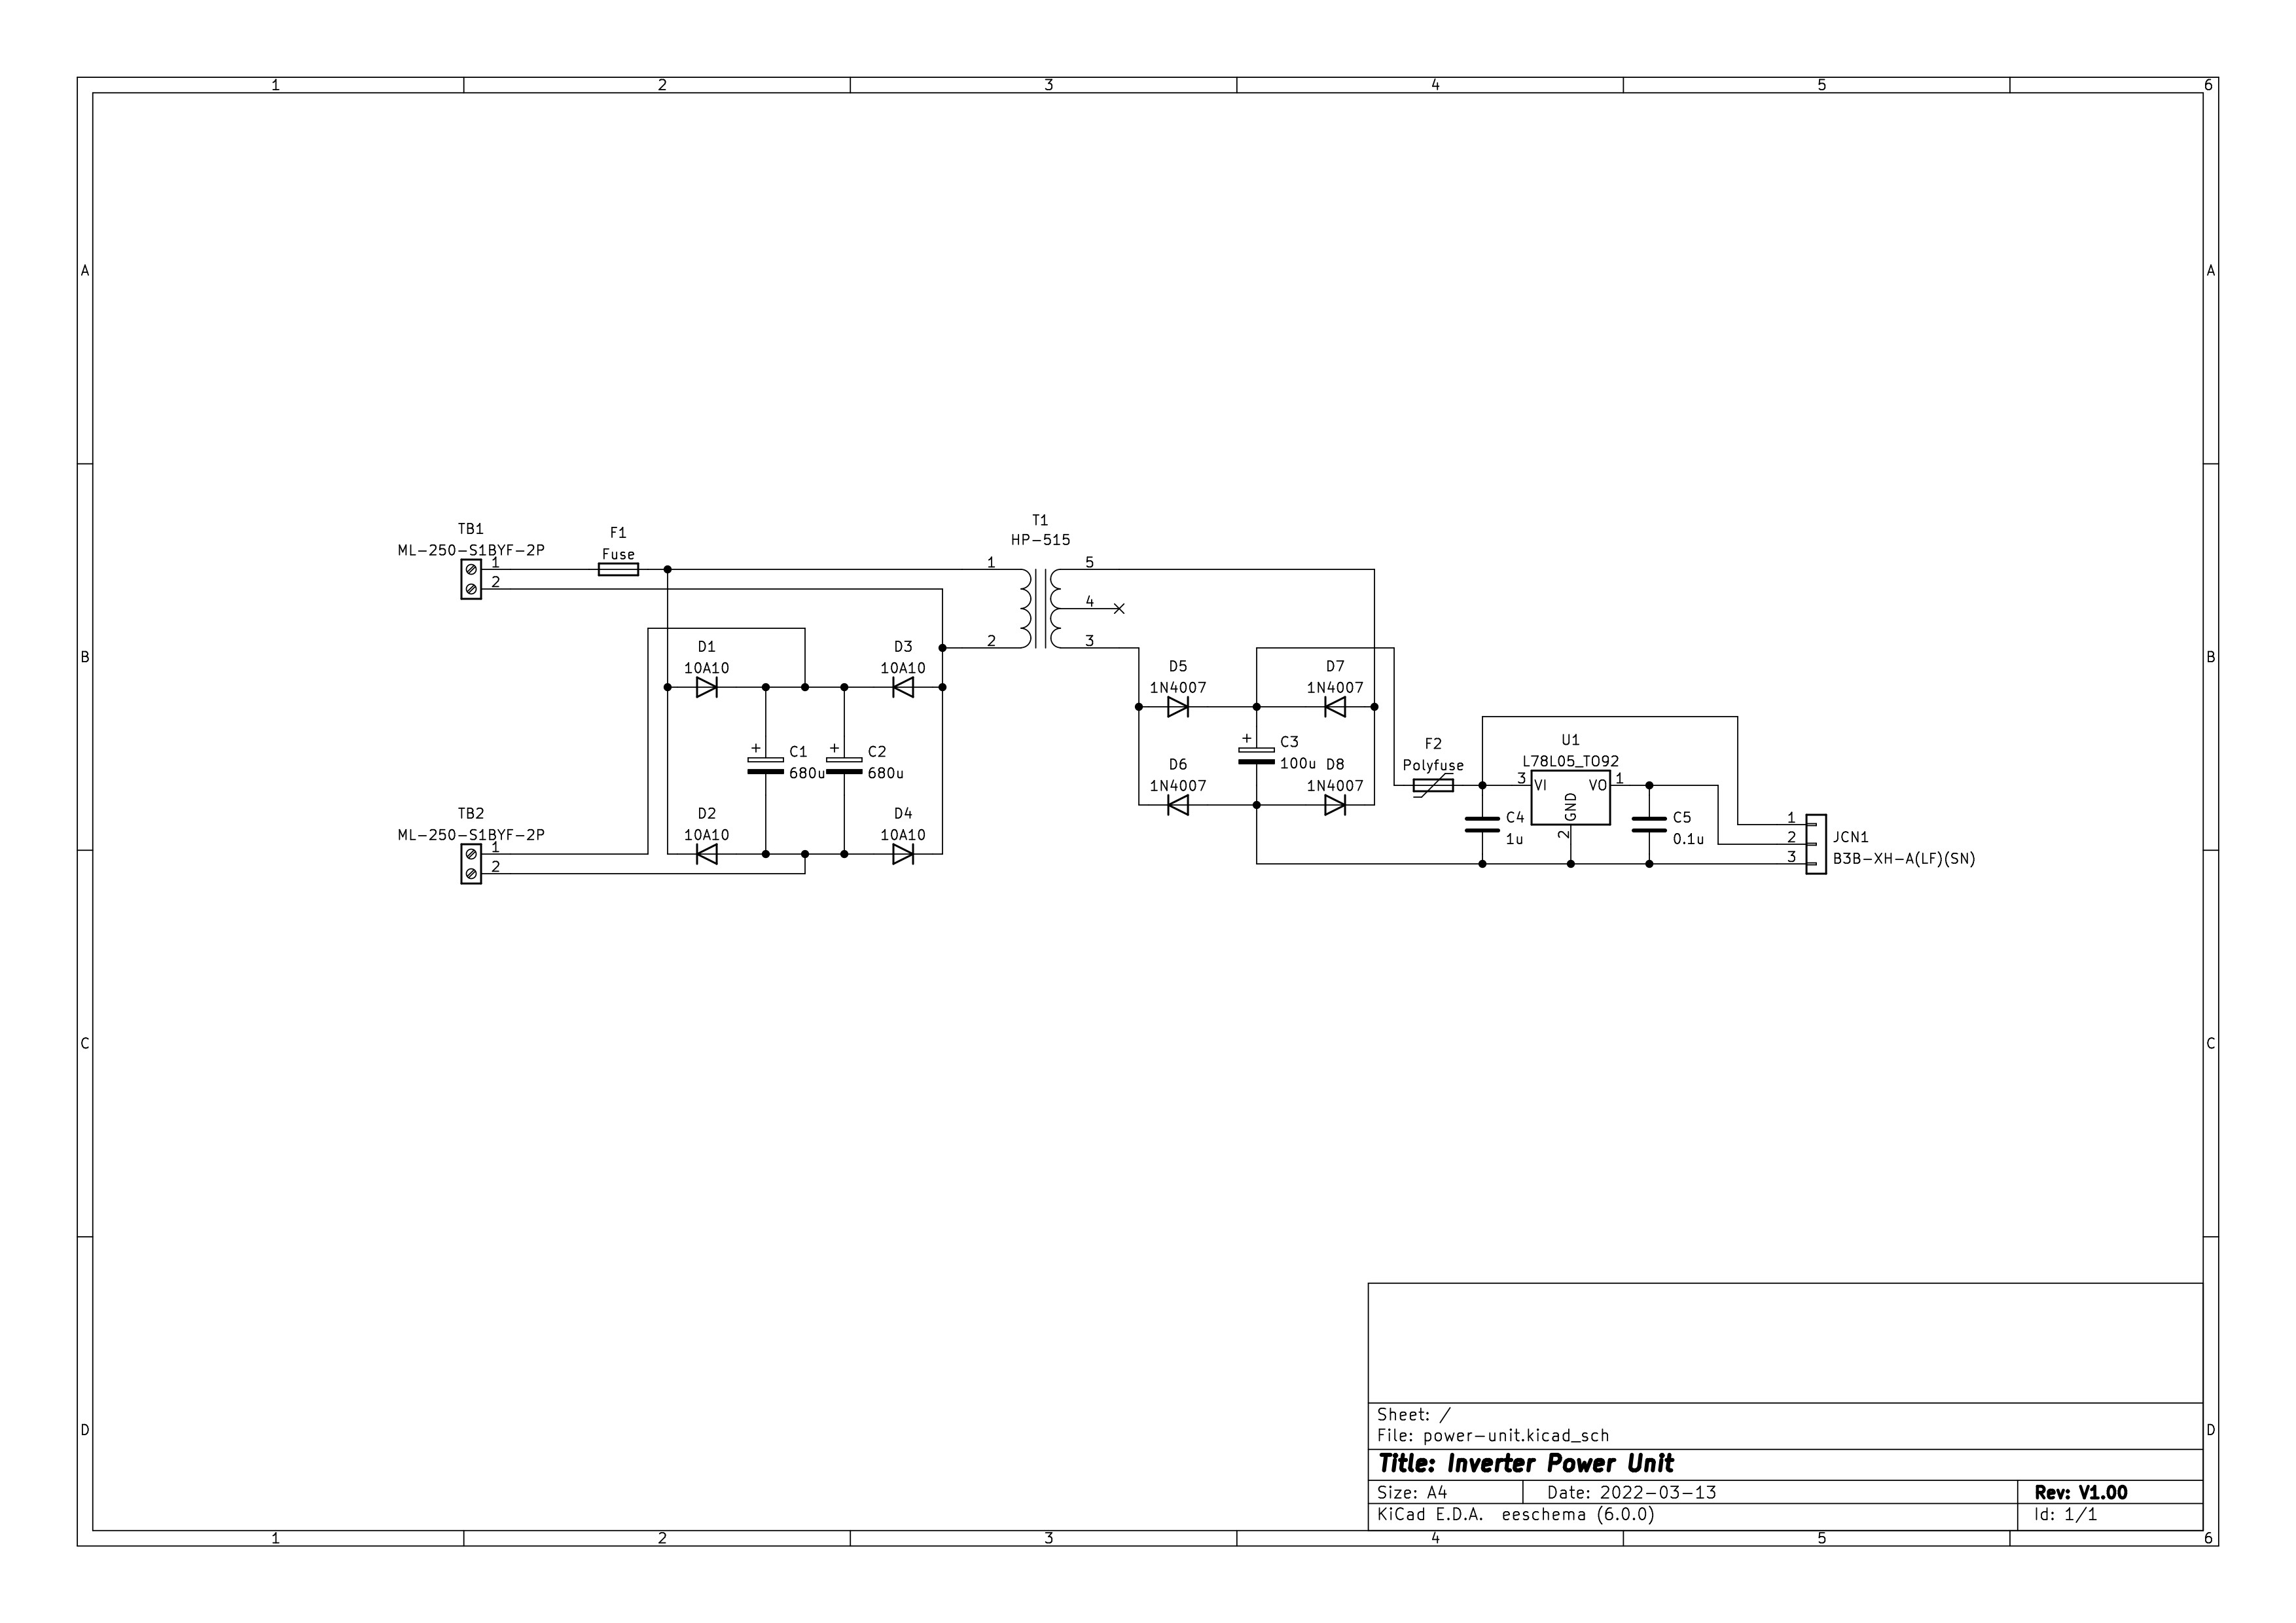 1 2 3 4 5 6
A A
T1
HP-515
TB1
ML-250-S1BYF-2P
1
2
F1
Fuse
1
2
5
4
3
B B
D1
10A10
D3
10A10
D5
1N4007
D7
1N4007
+ C1
680u
+ C2
680u
+ C3
100u
D6
1N4007
D8
1N4007
F2
Polyfuse
U1
L78L05_TO92
3 VI VO 1
GND
2
C4
1u
C5
0.1u
TB2
ML-250-S1BYF-2P
1
2
D2
10A10
D4
10A10
1
2
3
JCN1
B3B-XH-A(LF)(SN)
C C
D D
Sheet: /
File: power-unit.kicad_sch
Title: Inverter Power Unit
Size: A4 Date: 2022-03-13 Rev: V1.00
KiCad E.D.A. eeschema (6.0.0) Id: 1/1
1 2 3 4 5 6